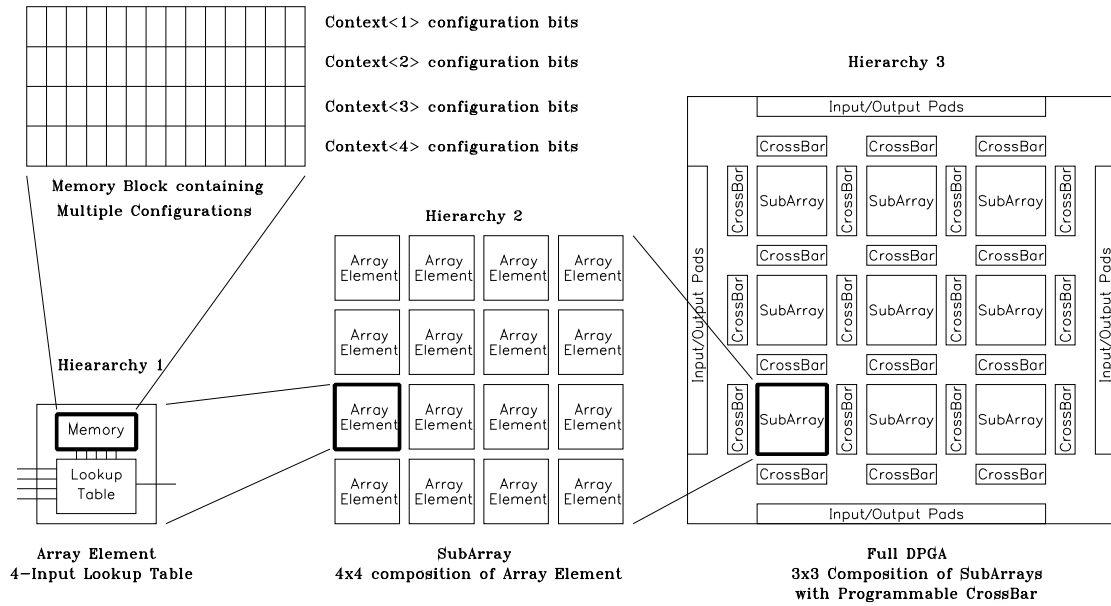 Context<1> configuration bits
Context<2> configuration bits
Context<3> configuration bits
Context<4> configuration bits
Memory Block containing
Multiple Configurations
Hieararchy 1
Memory
Lookup
Table
Array Element
4-Input Lookup Table
Hierarchy 2
Array Array Array Array
Element Element Element Element
Array Array Array Array
Element Element Element Element
Array Array Array Array
Element Element Element Element
Array Array Array Array
Element Element Element Element
SubArray
4x4 composition of Array Element
Hierarchy 3
Input/Output Pads
CrossBar CrossBar CrossBar
CrossBar SubArray CrossBar SubArray CrossBar SubArray CrossBar
CrossBar CrossBar CrossBar
Input/Output Pads
CrossBar SubArray CrossBar SubArray CrossBar SubArray CrossBar
Input/Output Pads
CrossBar CrossBar CrossBar
CrossBar SubArray CrossBar SubArray CrossBar SubArray CrossBar
CrossBar CrossBar CrossBar
Input/Output Pads
Full DPGA
3x3 Composition of SubArrays
with Programmable CrossBar